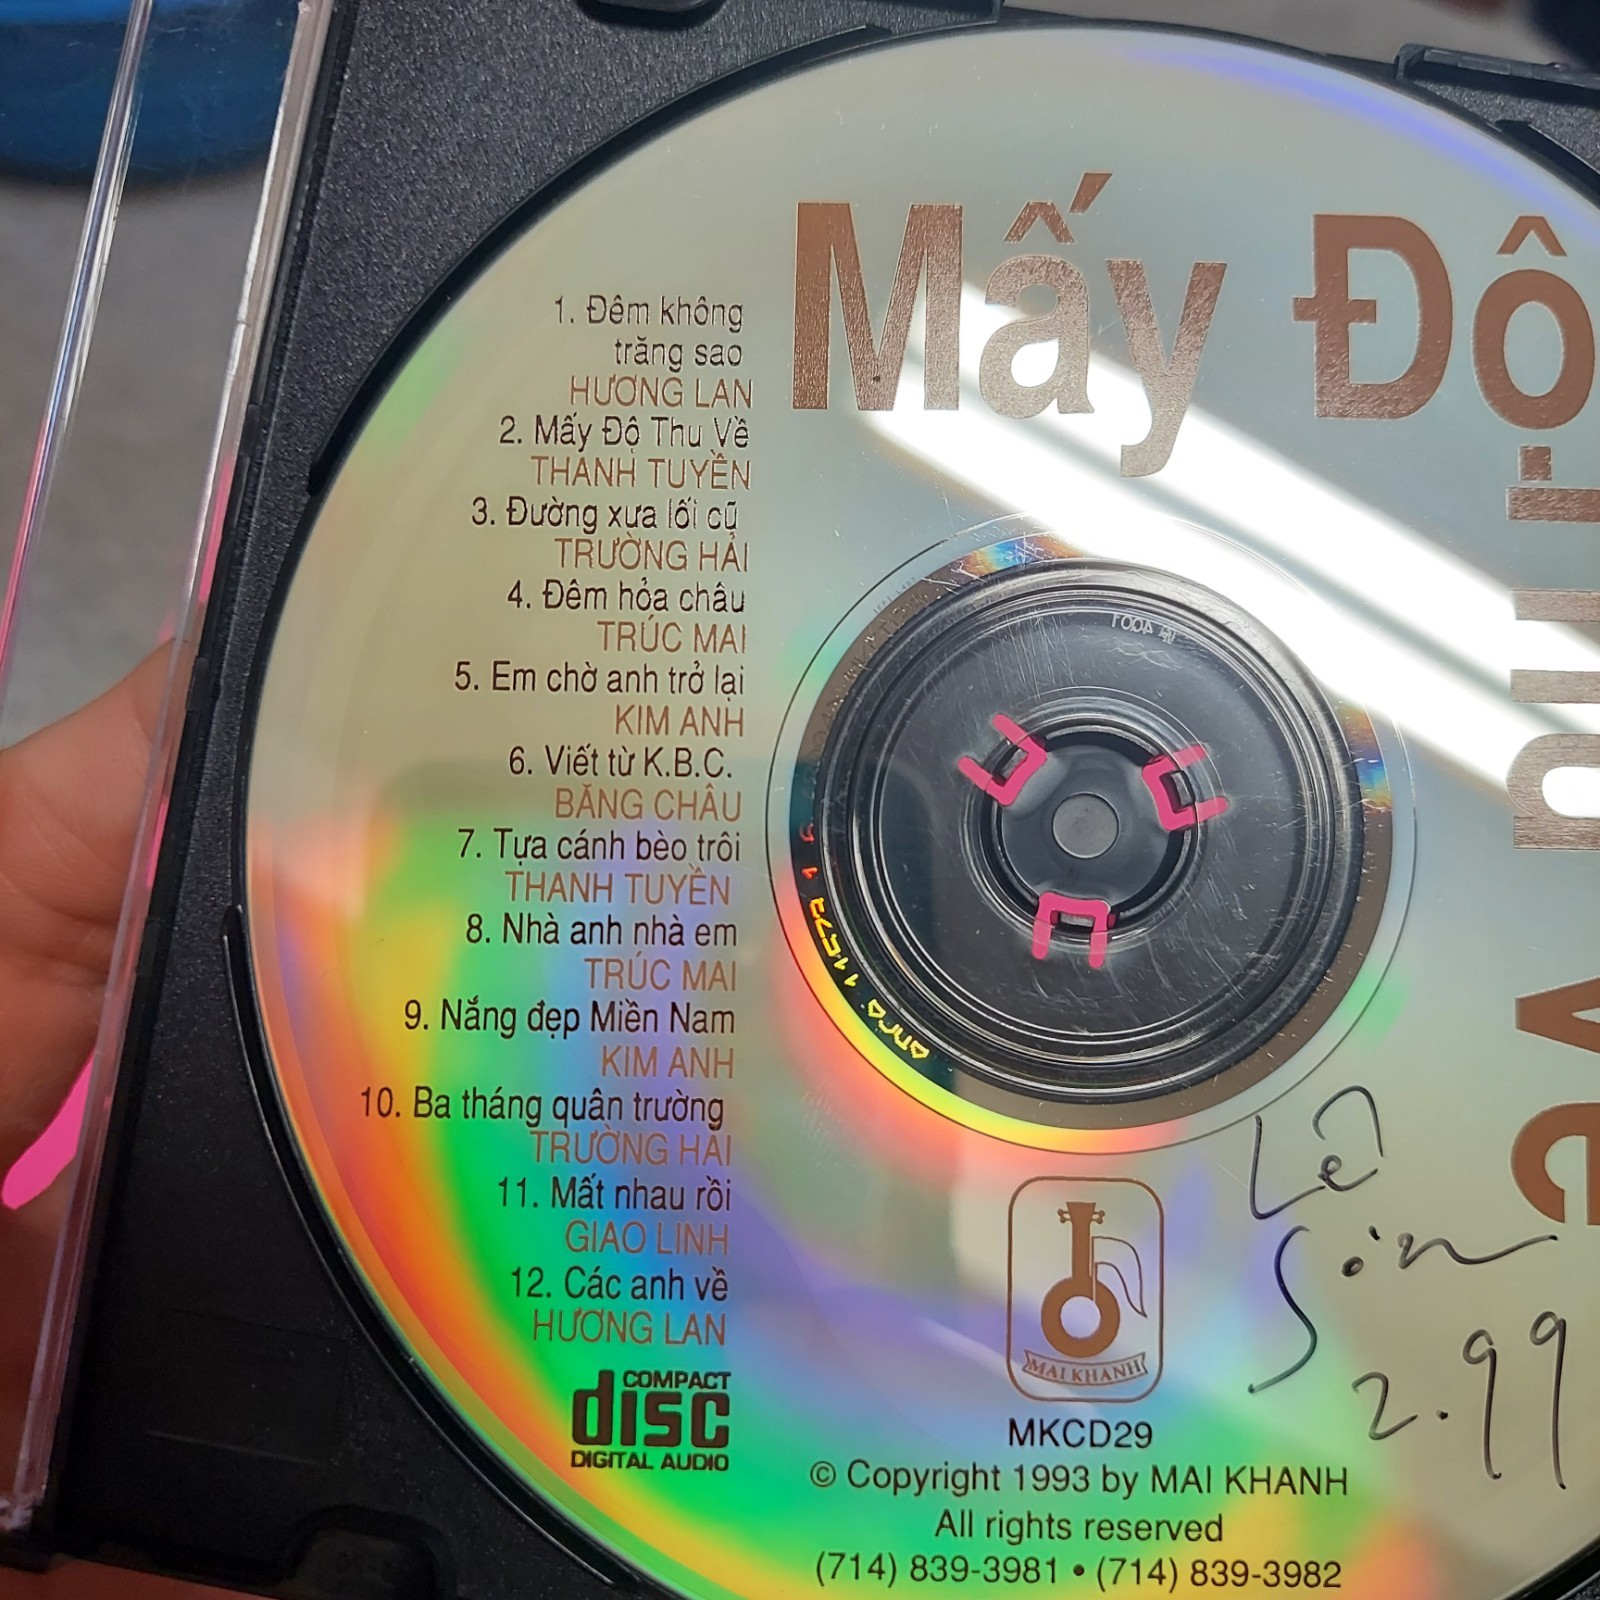 Mấy Độ
Thu
Về
1. Đêm không
trăng sao
HƯƠNG LAN
2. Mấy Độ Thu Về
THANH TUYỀN
3. Đường xưa lối cũ
TRƯỜNG HẢI
4. Đêm hỏa châu
TRÚC MAI
5. Em chờ anh trở lại
KIM ANH
6. Viết từ K.B.C.
BĂNG CHÂU
7. Tựa cánh bèo trôi
THANH TUYỀN
8. Nhà anh nhà em
TRÚC MAI
9. Nắng đẹp Miền Nam
KIM ANH
10. Ba tháng quân trường
TRƯỜNG HẢI
11. Mất nhau rồi
GIAO LINH
12. Các anh về
HƯƠNG LAN
COMPACT
disc
DIGITAL AUDIO
MAI KHANH
MKCD29
© Copyright 1993 by MAI KHANH
All rights reserved
(714) 839-3981 • (714) 839-3982
2.99